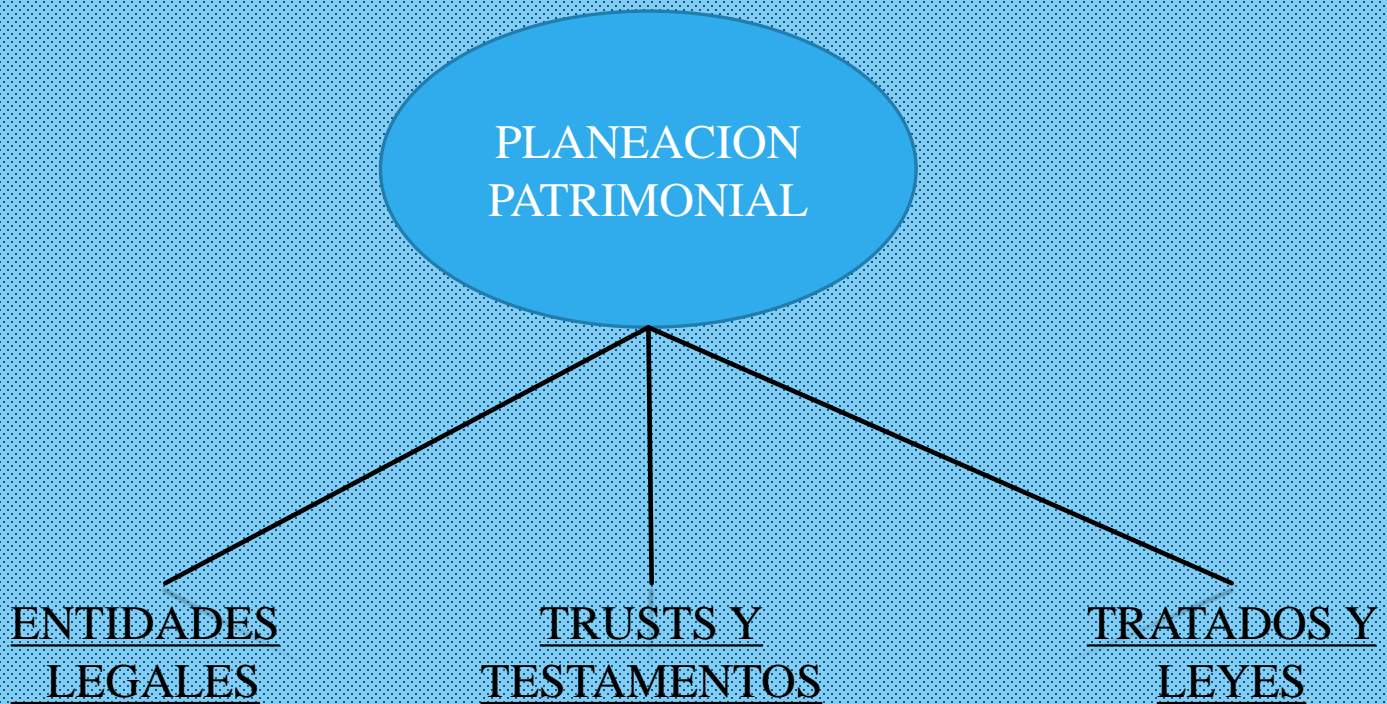 PLANEACION
PATRIMONIAL
ENTIDADES
LEGALES
TRUSTS Y
TESTAMENTOS
TRATADOS Y
LEYES